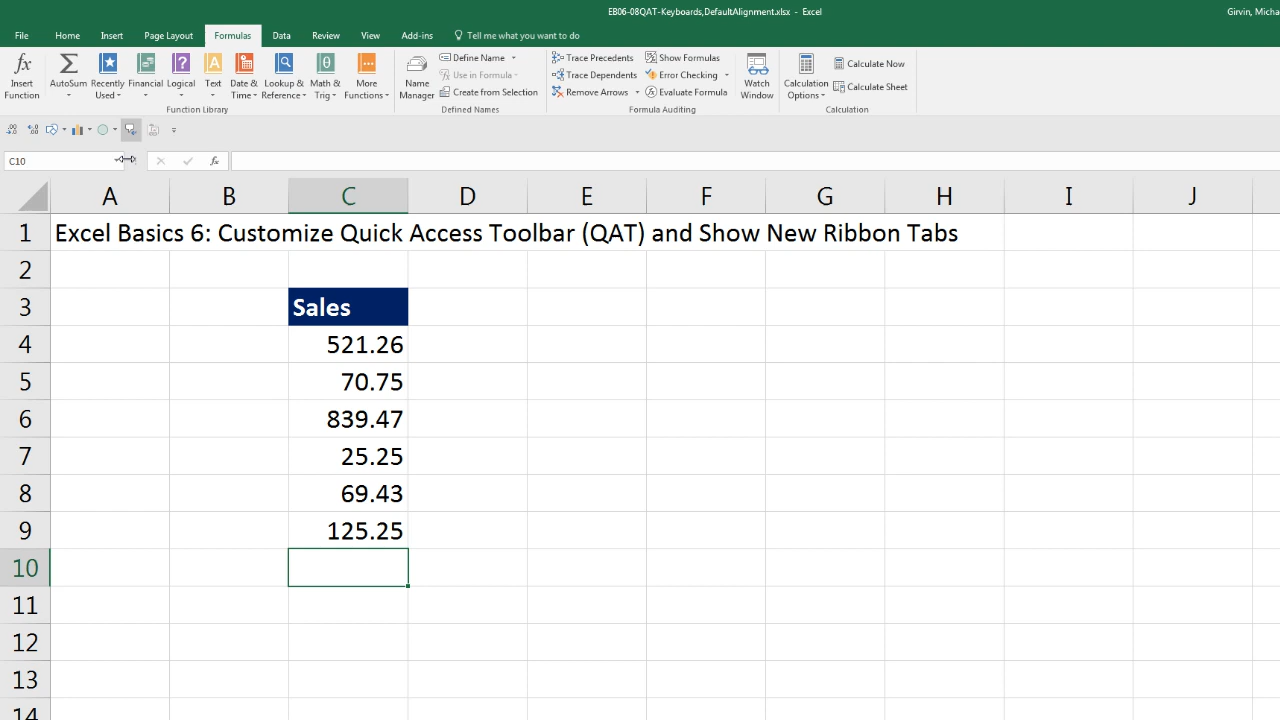 EB06-08QAT-Keyboards,DefaultAlignment.xlsx - Excel
Girvin, Micha
File Home Insert Page Layout Formulas Data Review View Add-ins Tell me what you want to do
fx Insert Function
Σ AutoSum
Recently Used
Financial
? Logical
A Text
Date & Time
Lookup & Reference
θ Math & Trig
More Functions
Function Library
Name Manager
Define Name
Use in Formula
Create from Selection
Defined Names
Trace Precedents
Trace Dependents
Remove Arrows
Show Formulas
Error Checking
Evaluate Formula
Formula Auditing
Watch Window
Calculation Options
Calculate Now
Calculate Sheet
Calculation
C10 fx
A B C D E F G H I J
1 Excel Basics 6: Customize Quick Access Toolbar (QAT) and Show New Ribbon Tabs
2
3 Sales
4 521.26
5 70.75
6 839.47
7 25.25
8 69.43
9 125.25
10
11
12
13
14